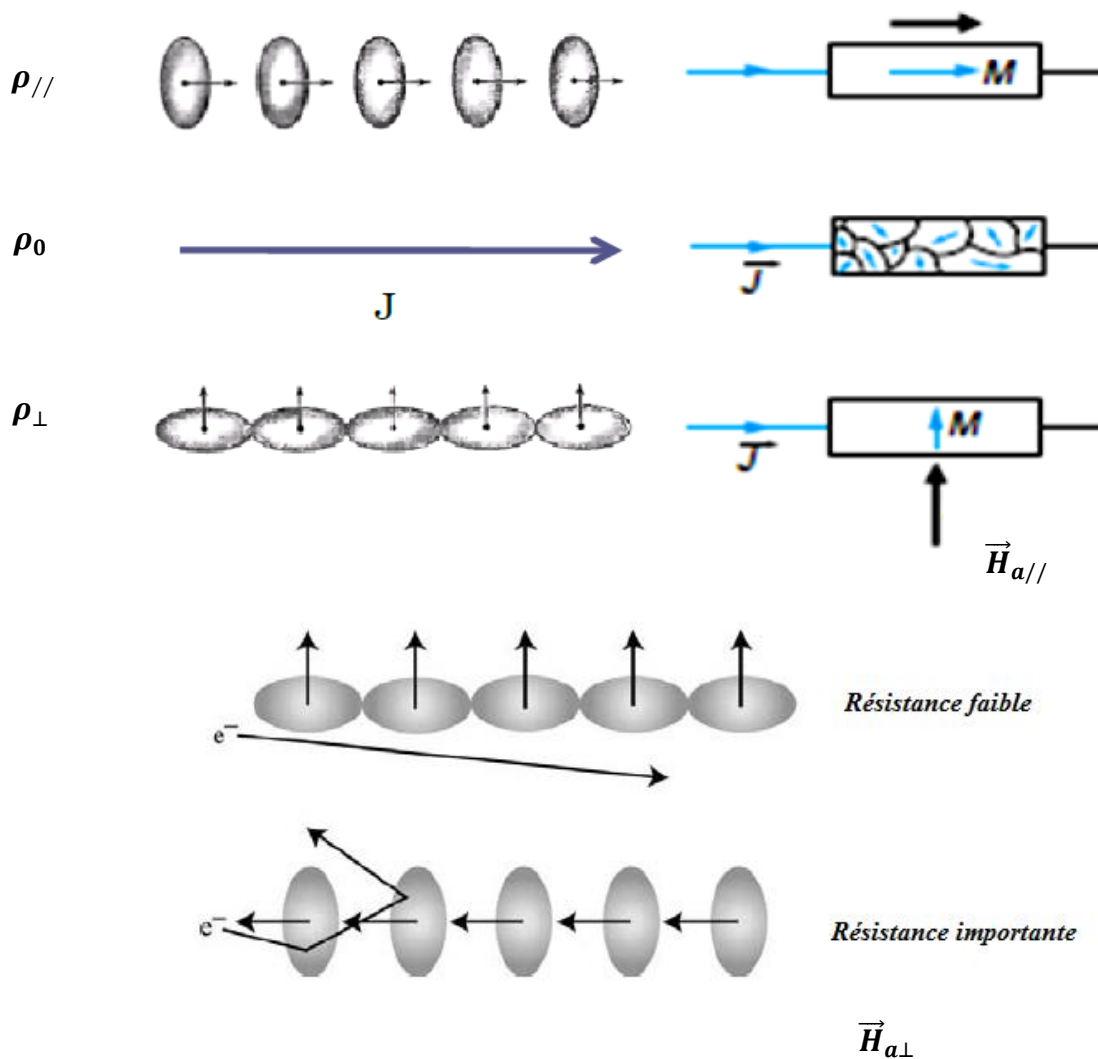 ρ// M
ρ₀ J J
ρ⊥ M J
H a//
e⁻ Résistance faible
e⁻ Résistance importante
H a⊥